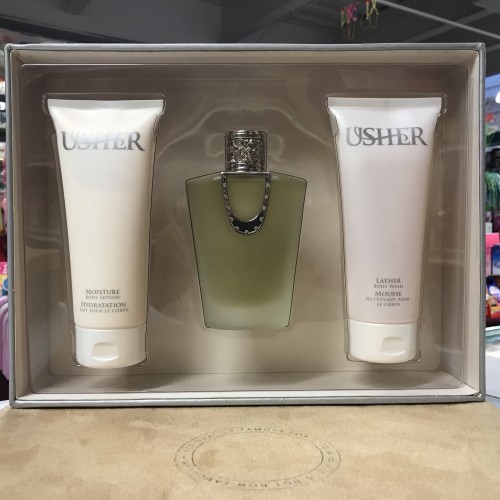 USHER
MOISTURE
BODY LOTION
HYDRATATION
LAIT POUR LE CORPS
USHER
LATHER
BODY WASH
MOUSSE
NETTOYANT POUR
LE CORPS